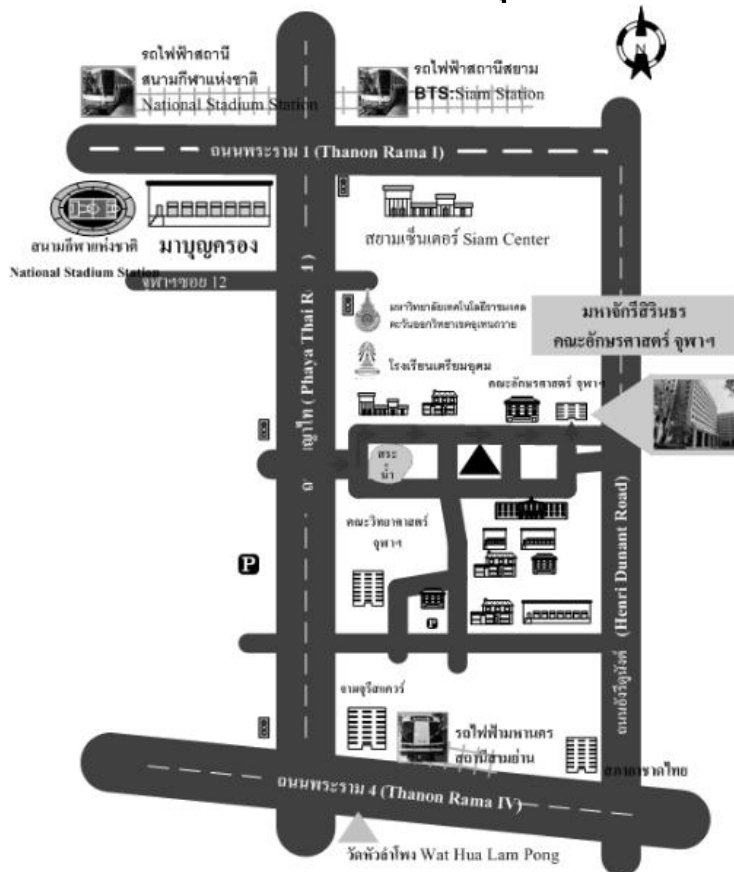 รถไฟฟ้าสถานี
สนามกีฬาแห่งชาติ
National Stadium Station
รถไฟฟ้าสถานีสยาม
BTS:Siam Station
N
ถนนพระราม 1 (Thanon Rama I)
สนามกีฬาแห่งชาติ
National Stadium Station
มาบุญครอง
สยามเซ็นเตอร์ Siam Center
จุฬาฯซอย 12
(Phaya Thai R
มหาวิทยาลัยเทคโนโลยีราชมงคล
ตะวันออกวิทยาเขตอุเทนถวาย
โรงเรียนเตรียมอุดม
มหาจักรีสิรินธร
คณะอักษรศาสตร์ จุฬาฯ
คณะอักษรศาสตร์ จุฬาฯ
สระ
น้ำ
คณะวิทยาศาสตร์
จุฬาฯ
P
P
ถนนอังรีดูนังต์ (Henri Dunant Road)
จามจุรีสแควร์
รถไฟฟ้ามหานคร
สถานีสามย่าน
สภากาชาดไทย
ถนนพระราม 4 (Thanon Rama IV)
วัดหัวลำโพง Wat Hua Lam Pong